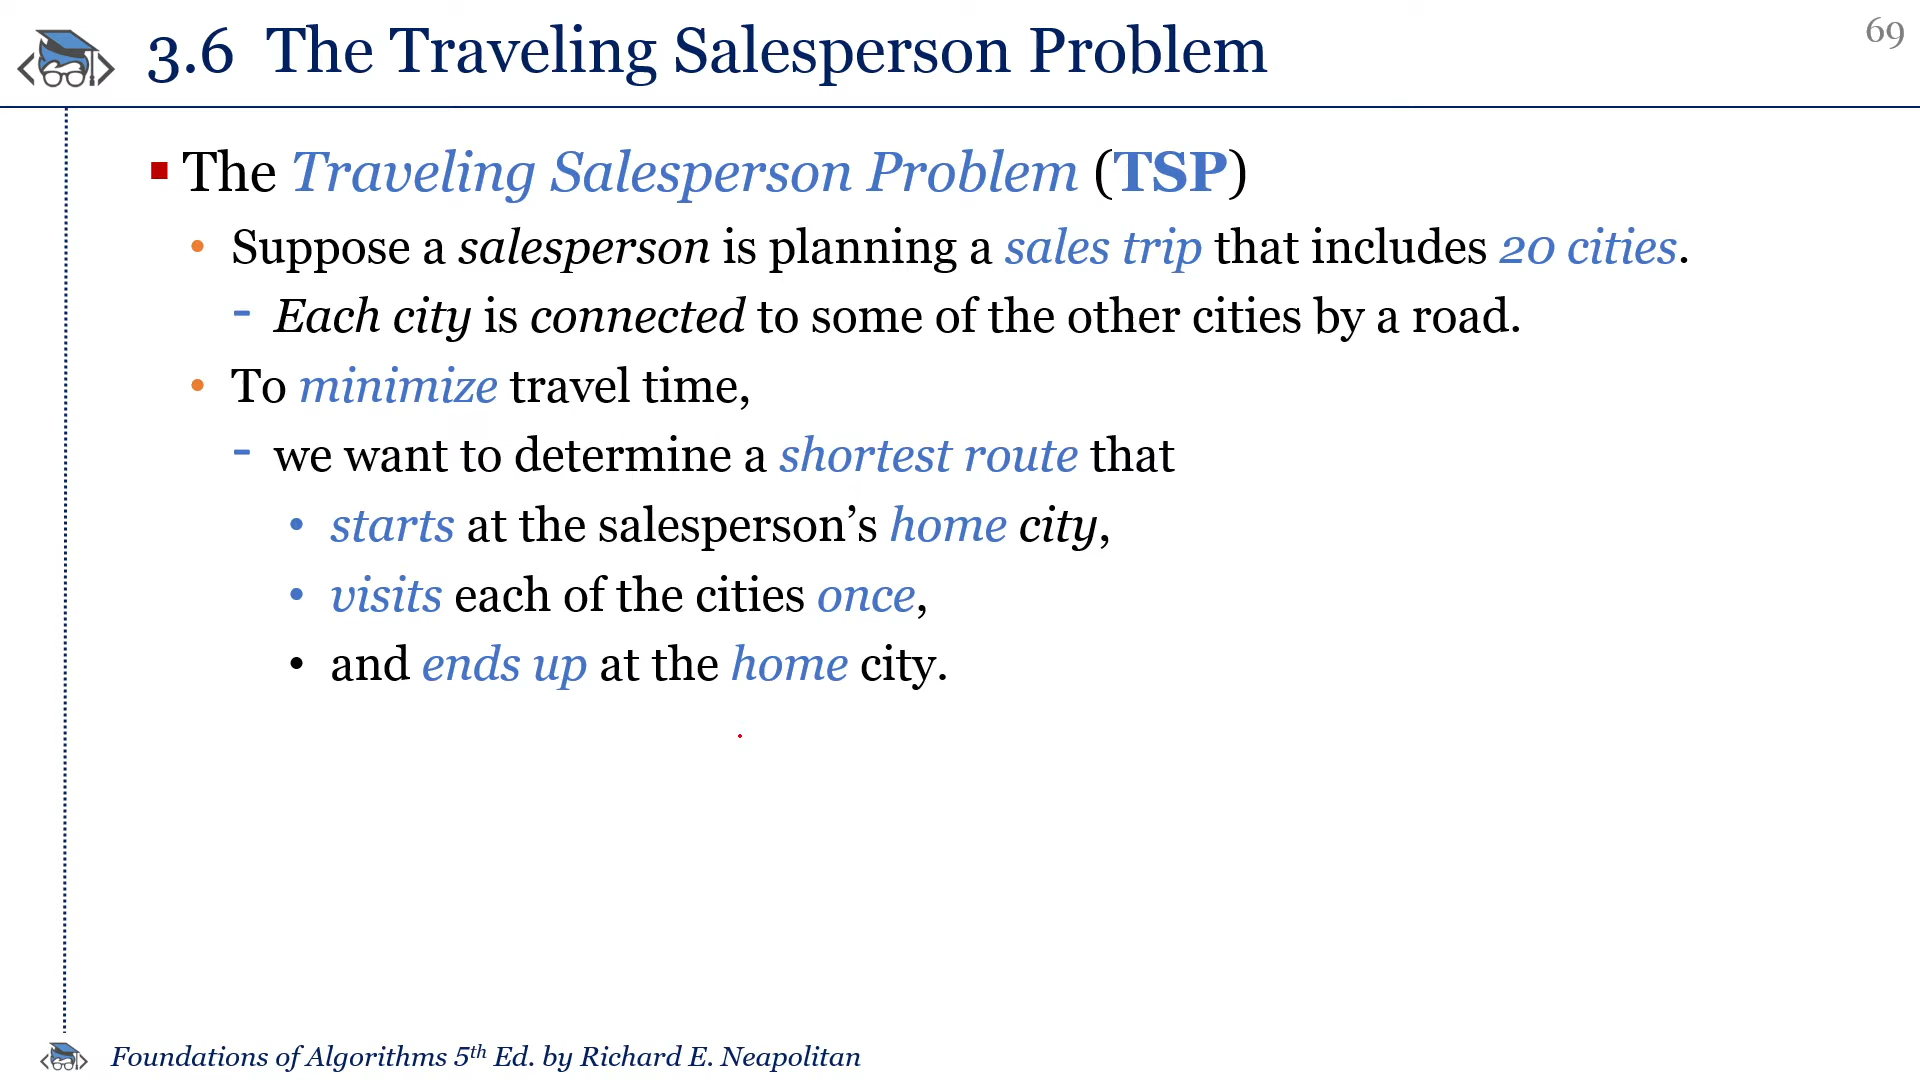 3.6 The Traveling Salesperson Problem
69
The Traveling Salesperson Problem (TSP)
• Suppose a salesperson is planning a sales trip that includes 20 cities.
- Each city is connected to some of the other cities by a road.
• To minimize travel time,
- we want to determine a shortest route that
• starts at the salesperson’s home city,
• visits each of the cities once,
• and ends up at the home city.
Foundations of Algorithms 5th Ed. by Richard E. Neapolitan